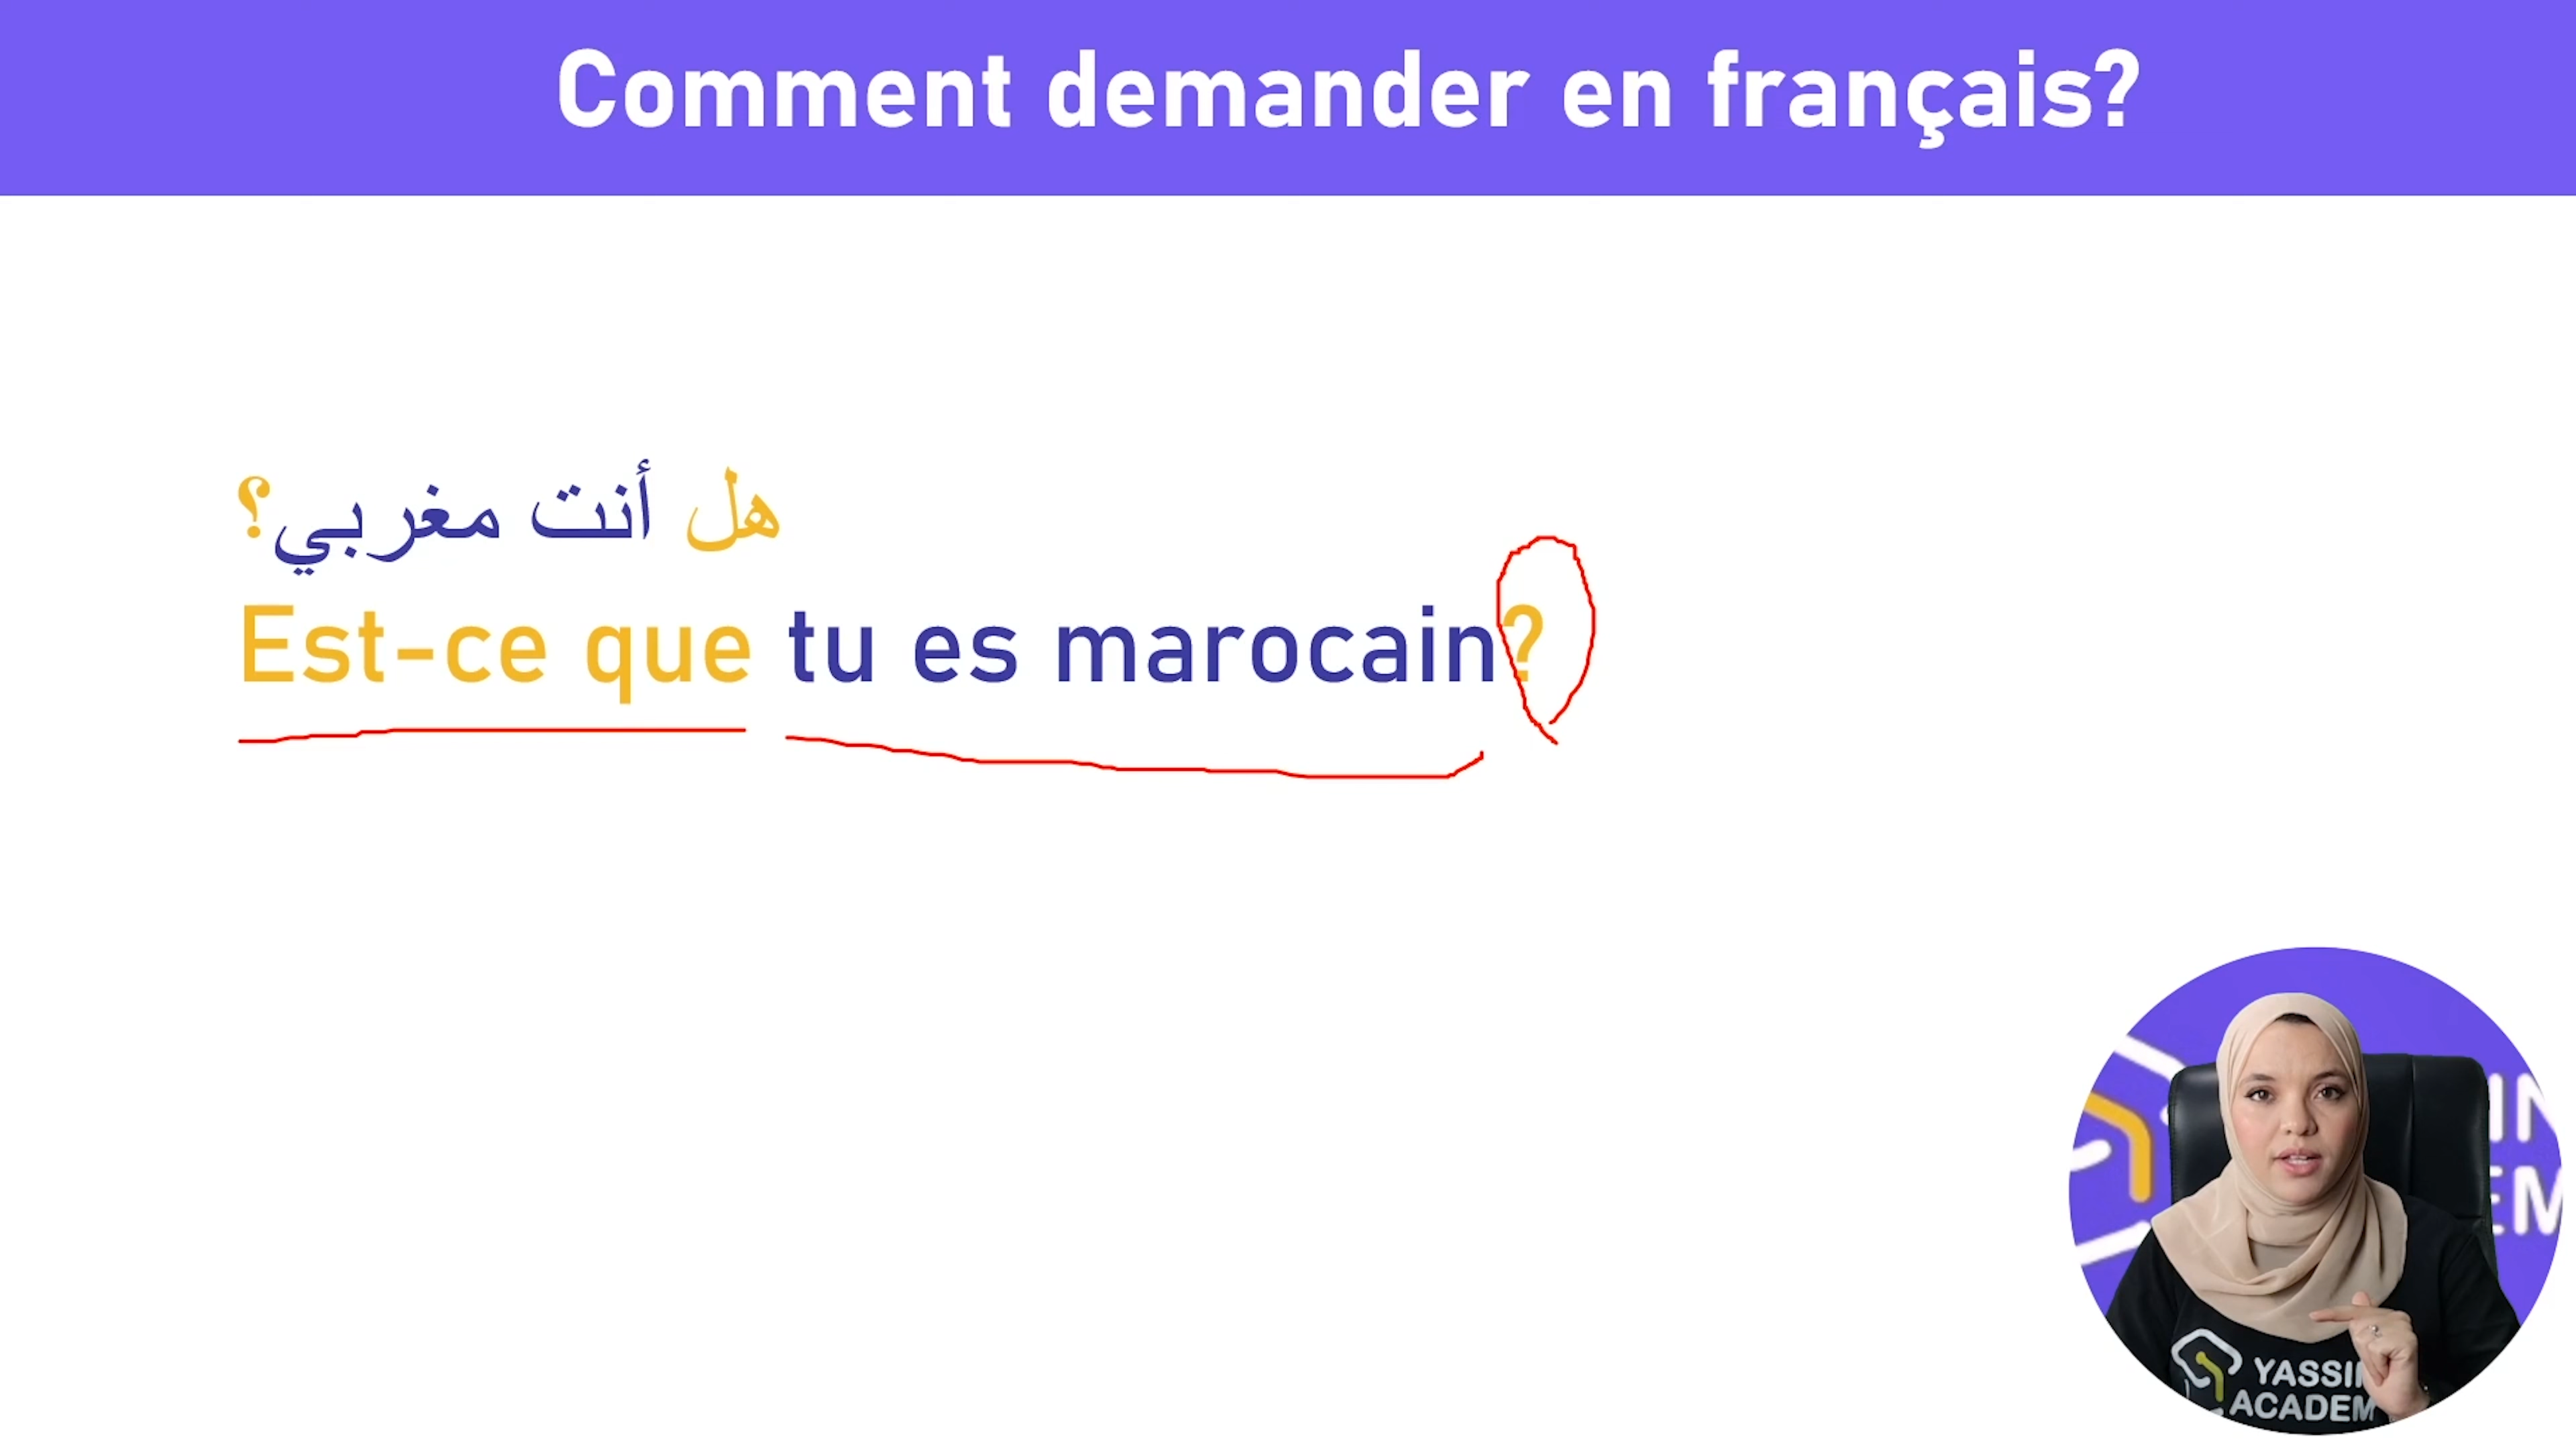 Comment demander en français?
هل أنت مغربي؟
Est-ce que tu es marocain?
YASSI
ACADEM